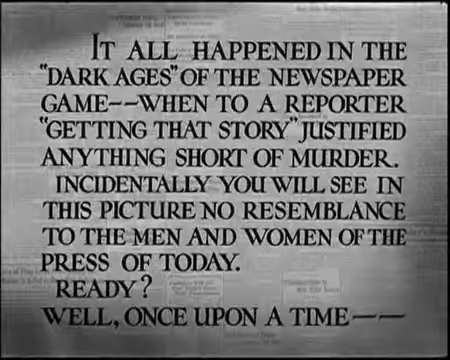 IT ALL HAPPENED IN THE
"DARK AGES" OF THE NEWSPAPER
GAME--WHEN TO A REPORTER
"GETTING THAT STORY" JUSTIFIED
ANYTHING SHORT OF MURDER.
INCIDENTALLY YOU WILL SEE IN
THIS PICTURE NO RESEMBLANCE
TO THE MEN AND WOMEN OF THE
PRESS OF TODAY.
READY?
WELL, ONCE UPON A TIME--